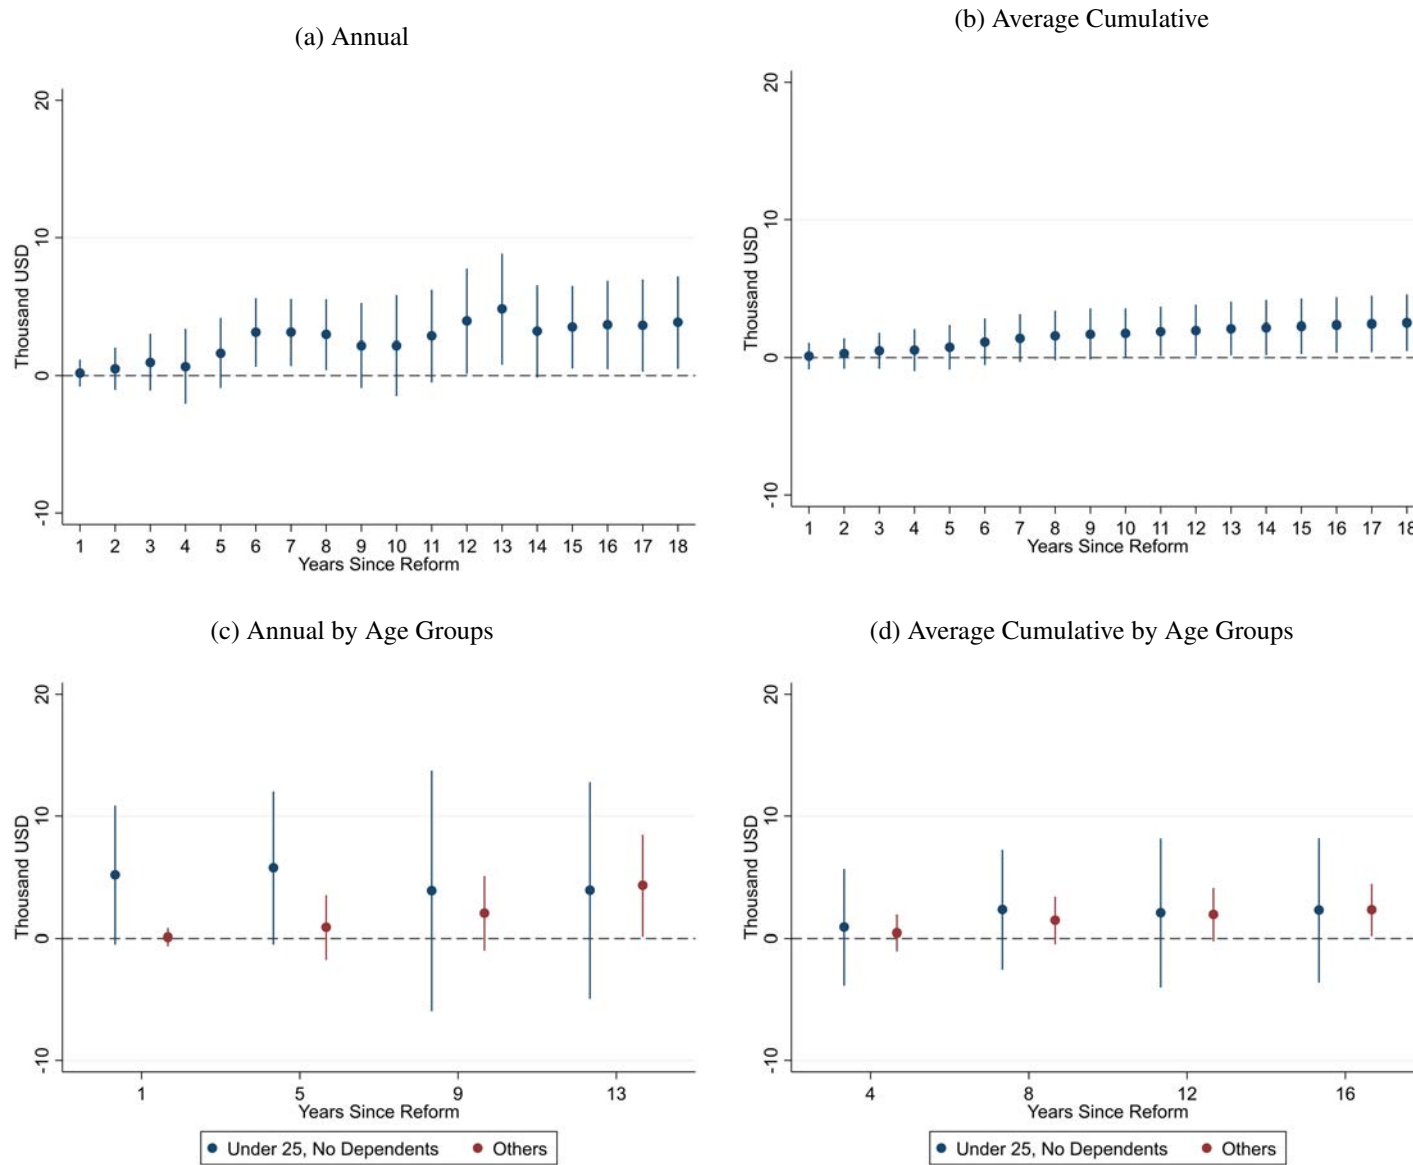 (a) Annual
(b) Average Cumulative
Thousand USD
20
10
0
-10
1 2 3 4 5 6 7 8 9 10 11 12 13 14 15 16 17 18
Years Since Reform
Thousand USD
20
10
0
-10
1 2 3 4 5 6 7 8 9 10 11 12 13 14 15 16 17 18
Years Since Reform
(c) Annual by Age Groups
(d) Average Cumulative by Age Groups
Thousand USD
20
10
0
-10
1 5 9 13
Years Since Reform
Under 25, No Dependents Others
Thousand USD
20
10
0
-10
4 8 12 16
Years Since Reform
Under 25, No Dependents Others